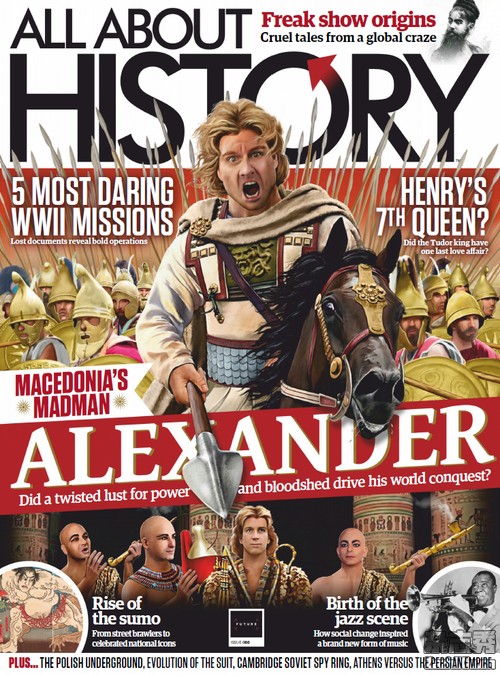 ALL ABOUT
HISTORY
Freak show origins
Cruel tales from a global craze
5 MOST DARING
WWII MISSIONS
Lost documents reveal bold operations
HENRY'S
7TH QUEEN?
Did the Tudor king have
one last love affair?
MACEDONIA'S
MADMAN
ALEXANDER
Did a twisted lust for power and bloodshed drive his world conquest?
Rise of
the sumo
From street brawlers to
celebrated national icons
FUTURE
Birth of the
jazz scene
How social change inspired
a brand new form of music
PLUS... THE POLISH UNDERGROUND, EVOLUTION OF THE SUIT, CAMBRIDGE SOVIET SPY RING, ATHENS VERSUS THE PERSIAN EMPIRE